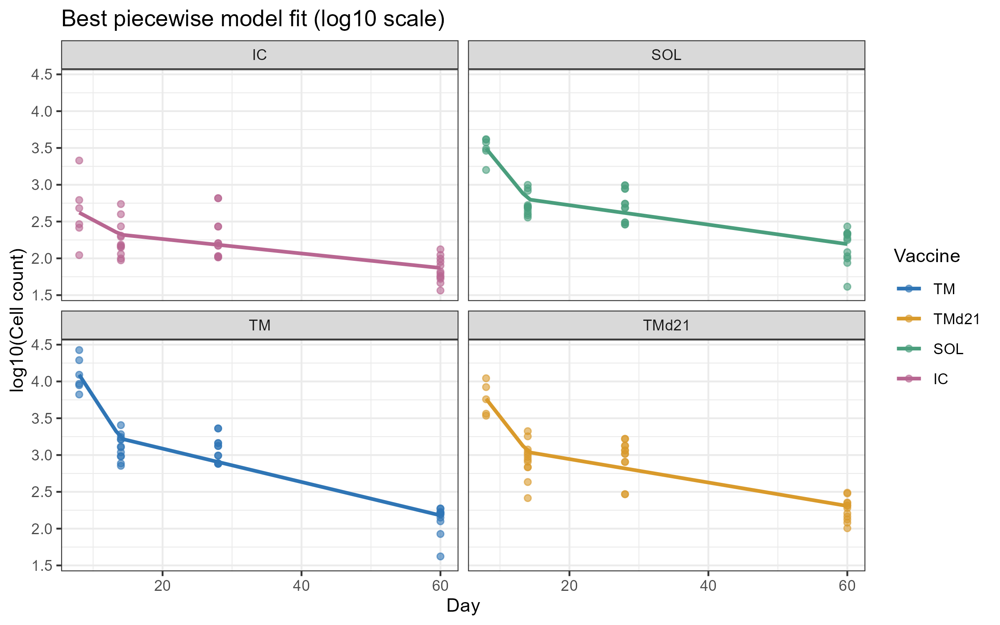 Best piecewise model fit (log10 scale)
IC
SOL
4.5
4.0
3.5
3.0
2.5
2.0
1.5
TM
TMd21
4.5
4.0
3.5
3.0
2.5
2.0
1.5
20
40
60
20
40
60
Day
log10(Cell count)
Vaccine
TM
TMd21
SOL
IC